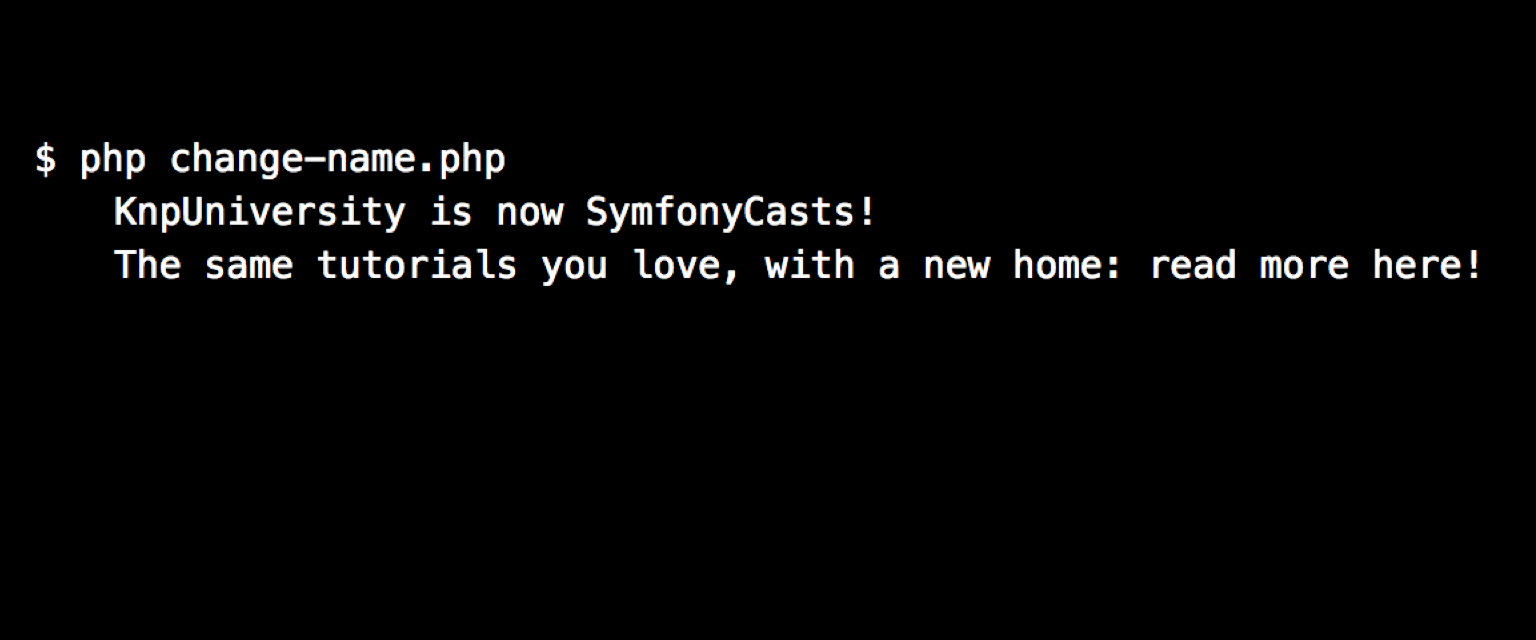 $ php change-name.php
KnpUniversity is now SymfonyCasts!
The same tutorials you love, with a new home: read more here!